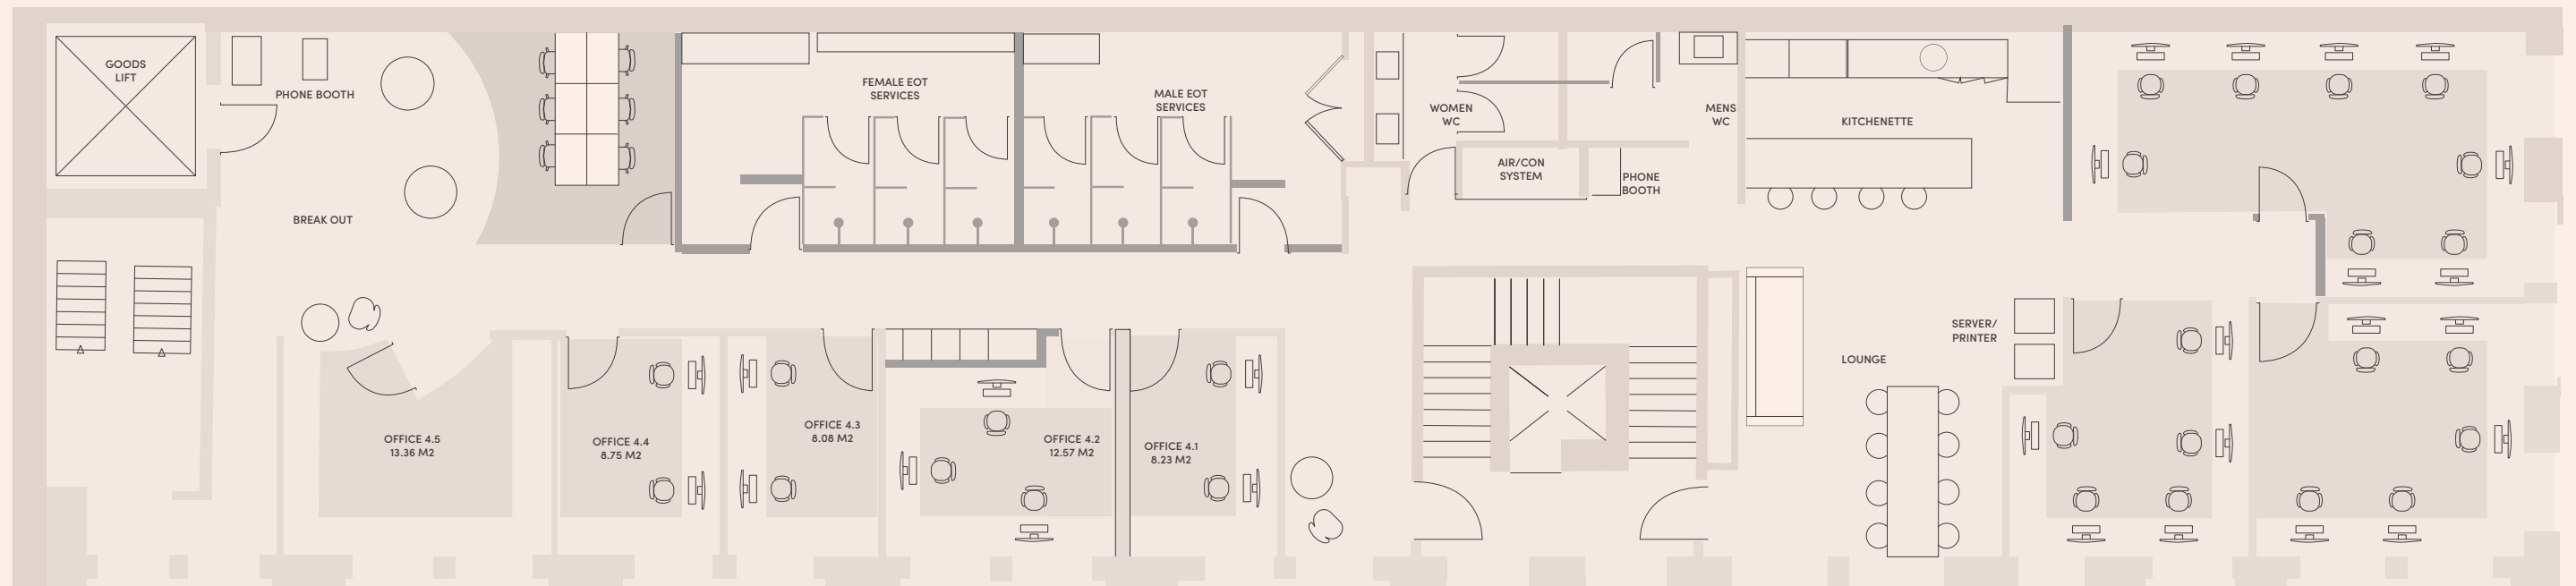 GOODS
LIFT
PHONE BOOTH
BREAK OUT
FEMALE EOT
SERVICES
MALE EOT
SERVICES
WOMEN
WC
AIR/CON
SYSTEM
PHONE
BOOTH
MENS
WC
KITCHENETTE
SERVER/
PRINTER
LOUNGE
OFFICE 4.5
13.36 M2
OFFICE 4.4
8.75 M2
OFFICE 4.3
8.08 M2
OFFICE 4.2
12.57 M2
OFFICE 4.1
8.23 M2